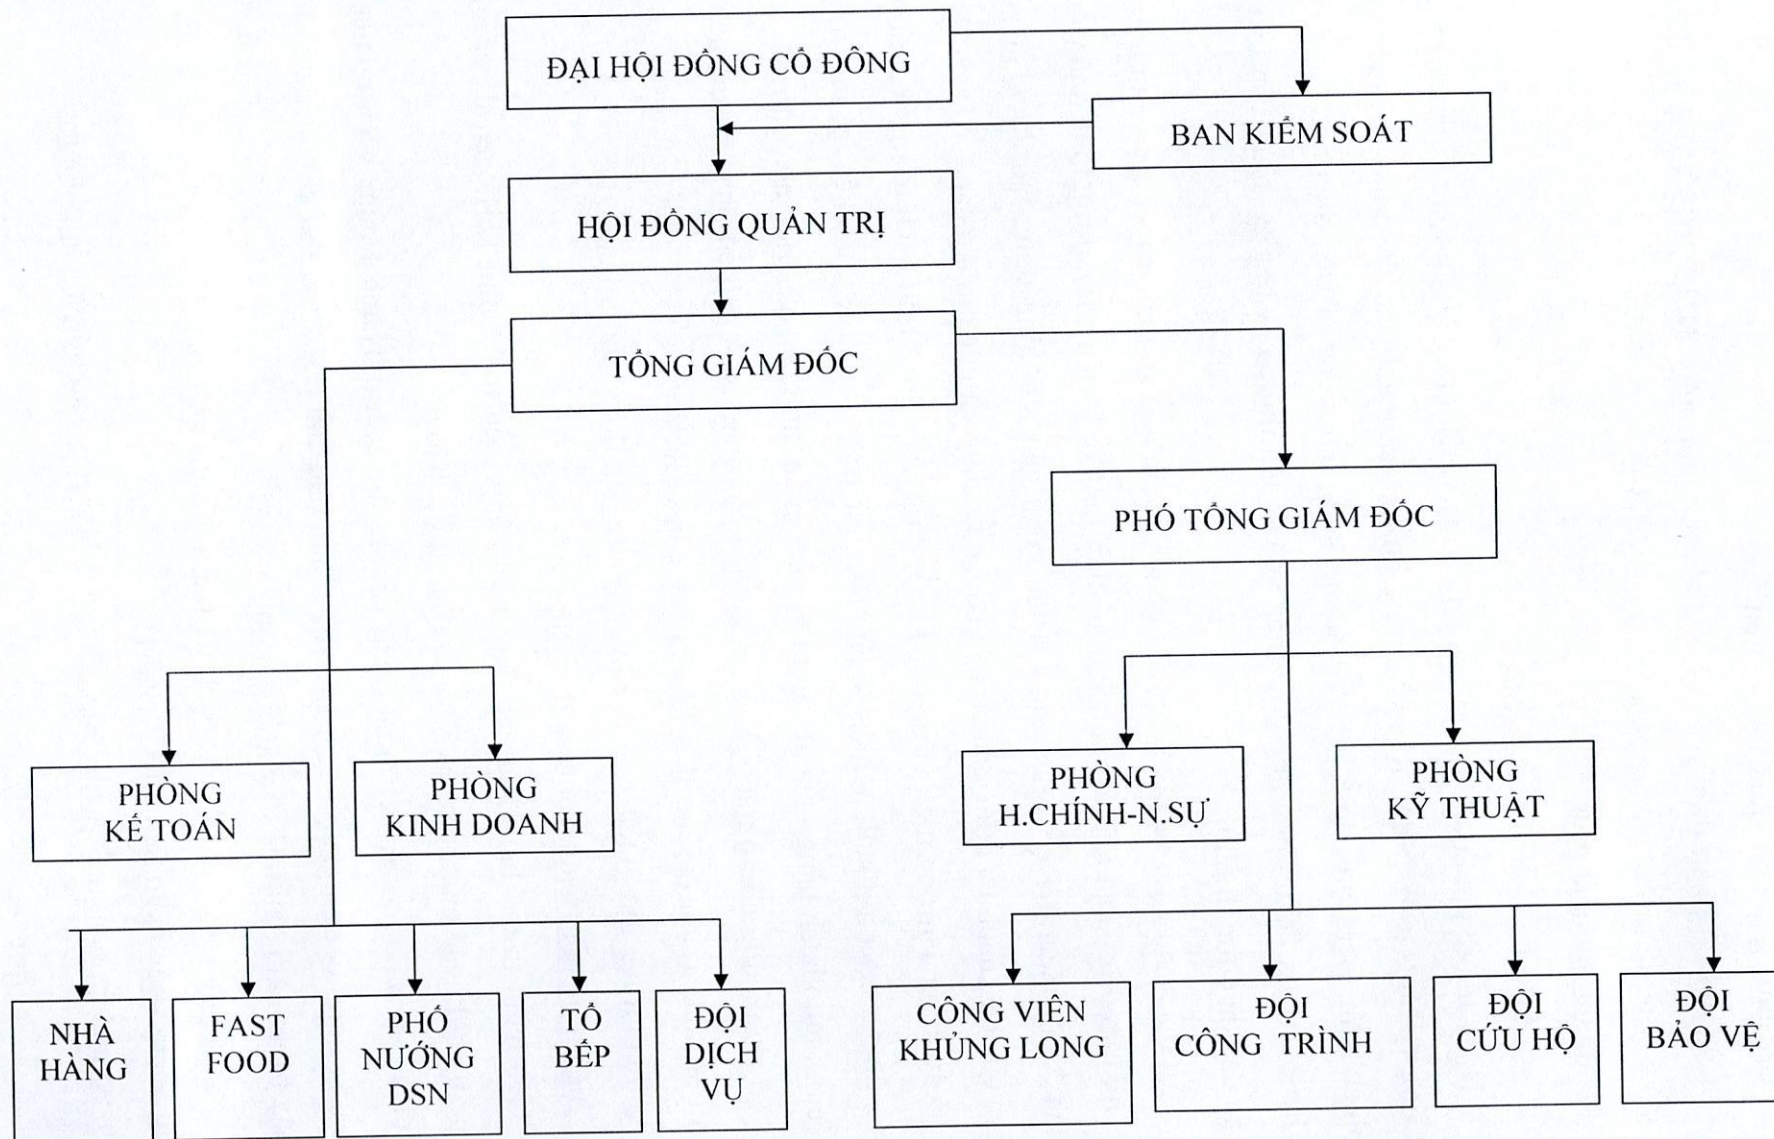 ĐẠI HỘI ĐỒNG CỔ ĐÔNG
BAN KIỂM SOÁT
HỘI ĐỒNG QUẢN TRỊ
TỔNG GIÁM ĐỐC
PHÓ TỔNG GIÁM ĐỐC
PHÒNG
KẾ TOÁN
PHÒNG
KINH DOANH
PHÒNG
H.CHÍNH-N.SỰ
PHÒNG
KỸ THUẬT
NHÀ
HÀNG
FAST
FOOD
PHỐ
NƯỚNG
DSN
TỔ
BẾP
ĐỘI
DỊCH
VỤ
CÔNG VIÊN
KHỦNG LONG
ĐỘI
CÔNG TRÌNH
ĐỘI
CỨU HỘ
ĐỘI
BẢO VỆ